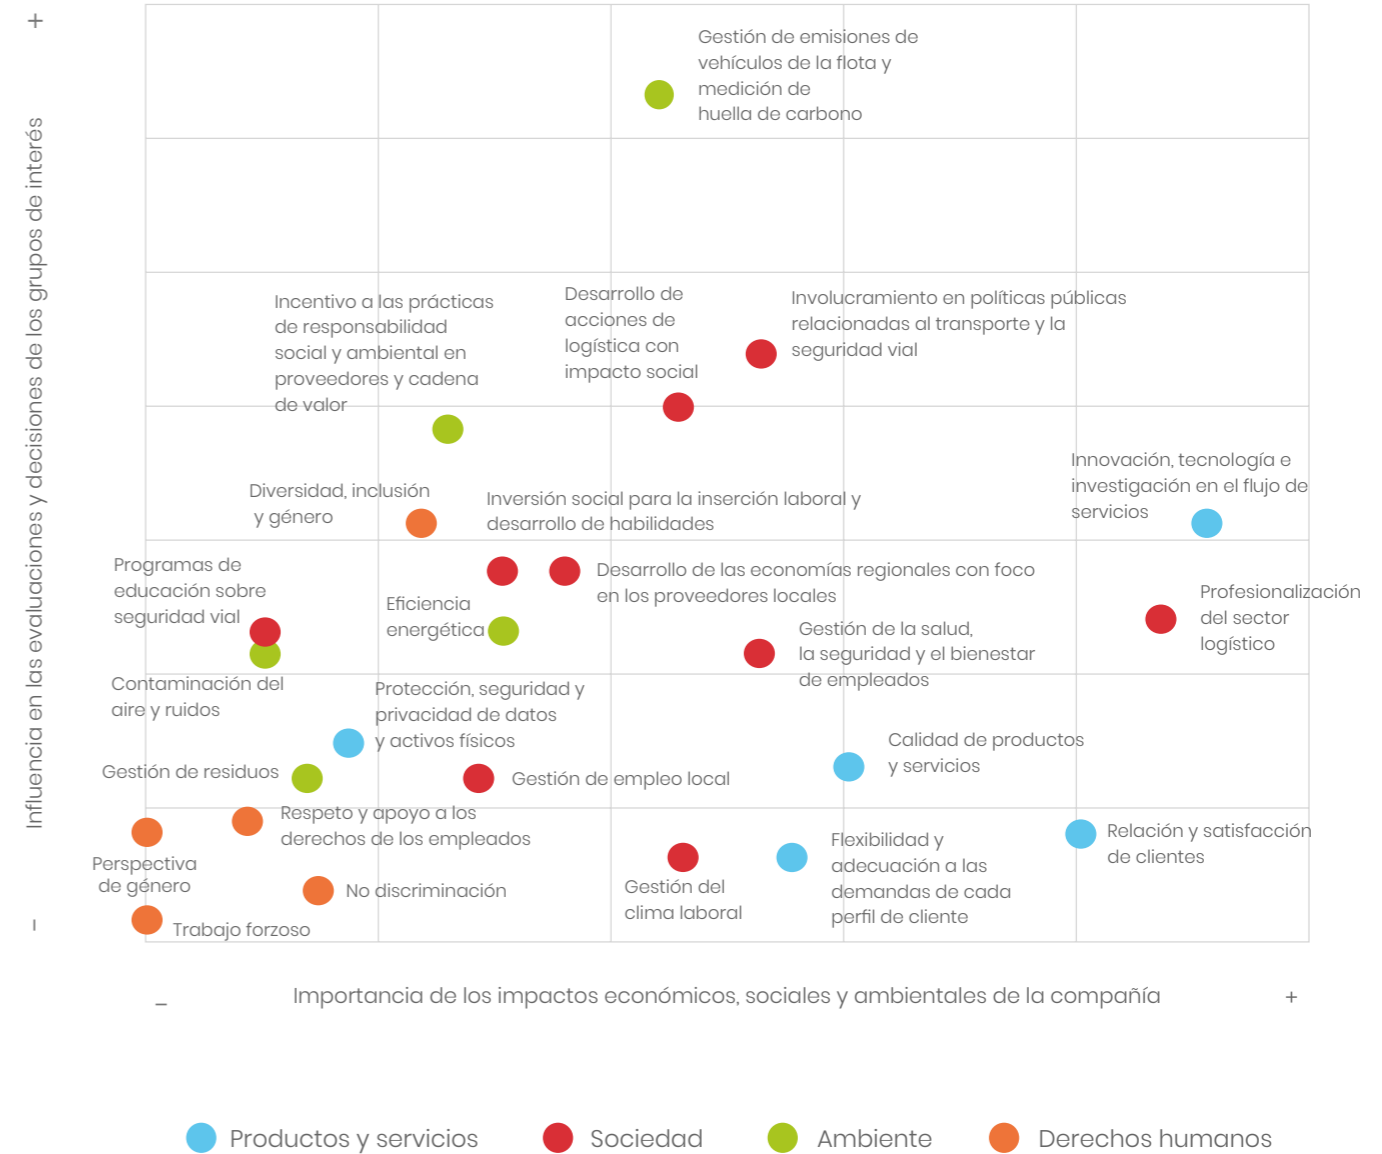 +
Influencia en las evaluaciones y decisiones de los grupos de interés
–
Gestión de emisiones de
vehículos de la flota y
medición de
huella de carbono
Incentivo a las prácticas
de responsabilidad
social y ambiental en
proveedores y cadena
de valor
Desarrollo de
acciones de
logística con
impacto social
Involucramiento en políticas públicas
relacionadas al transporte y la
seguridad vial
Innovación, tecnología e
investigación en el flujo de
servicios
Diversidad, inclusión
y género
Inversión social para la inserción laboral y
desarrollo de habilidades
Programas de
educación sobre
seguridad vial
Eficiencia
energética
Desarrollo de las economías regionales con foco
en los proveedores locales
Profesionalización
del sector
logístico
Gestión de la salud,
la seguridad y el bienestar
de empleados
Contaminación del
aire y ruidos
Protección, seguridad y
privacidad de datos
y activos físicos
Calidad de productos
y servicios
Gestión de residuos
Gestión de empleo local
Respeto y apoyo a los
derechos de los empleados
Perspectiva
de género
No discriminación
Gestión del
clima laboral
Flexibilidad y
adecuación a las
demandas de cada
perfil de cliente
Relación y satisfacción
de clientes
Trabajo forzoso
–
Importancia de los impactos económicos, sociales y ambientales de la compañía
+
Productos y servicios
Sociedad
Ambiente
Derechos humanos